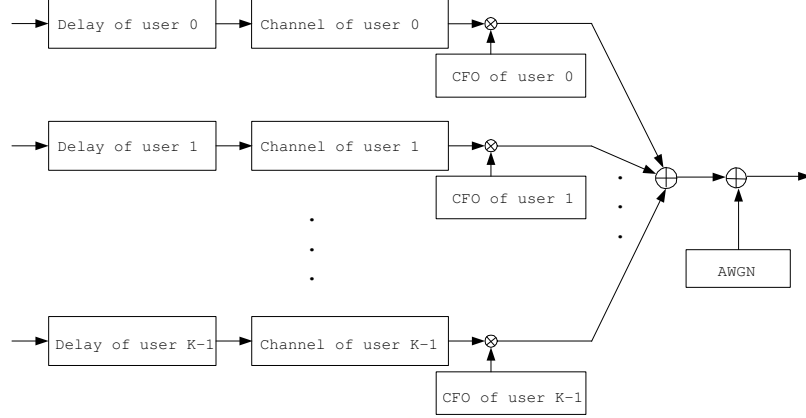 Delay of user 0
Channel of user 0
CFO of user 0
Delay of user 1
Channel of user 1
CFO of user 1
AWGN
Delay of user K-1
Channel of user K-1
CFO of user K-1